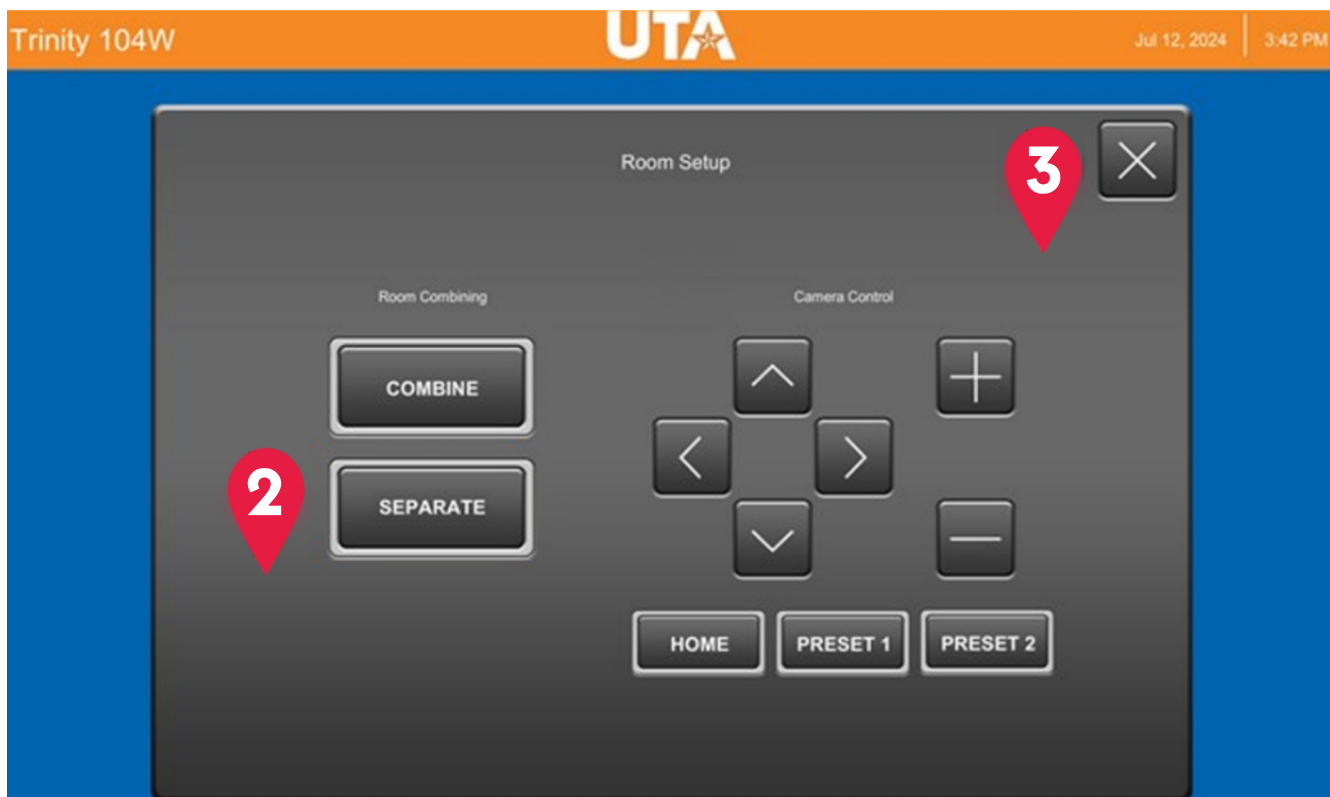 Trinity 104W
UTA
Jul 12, 2024
3:42 PM
Room Setup
3
Room Combining
Camera Control
COMBINE
2
SEPARATE
HOME
PRESET 1
PRESET 2